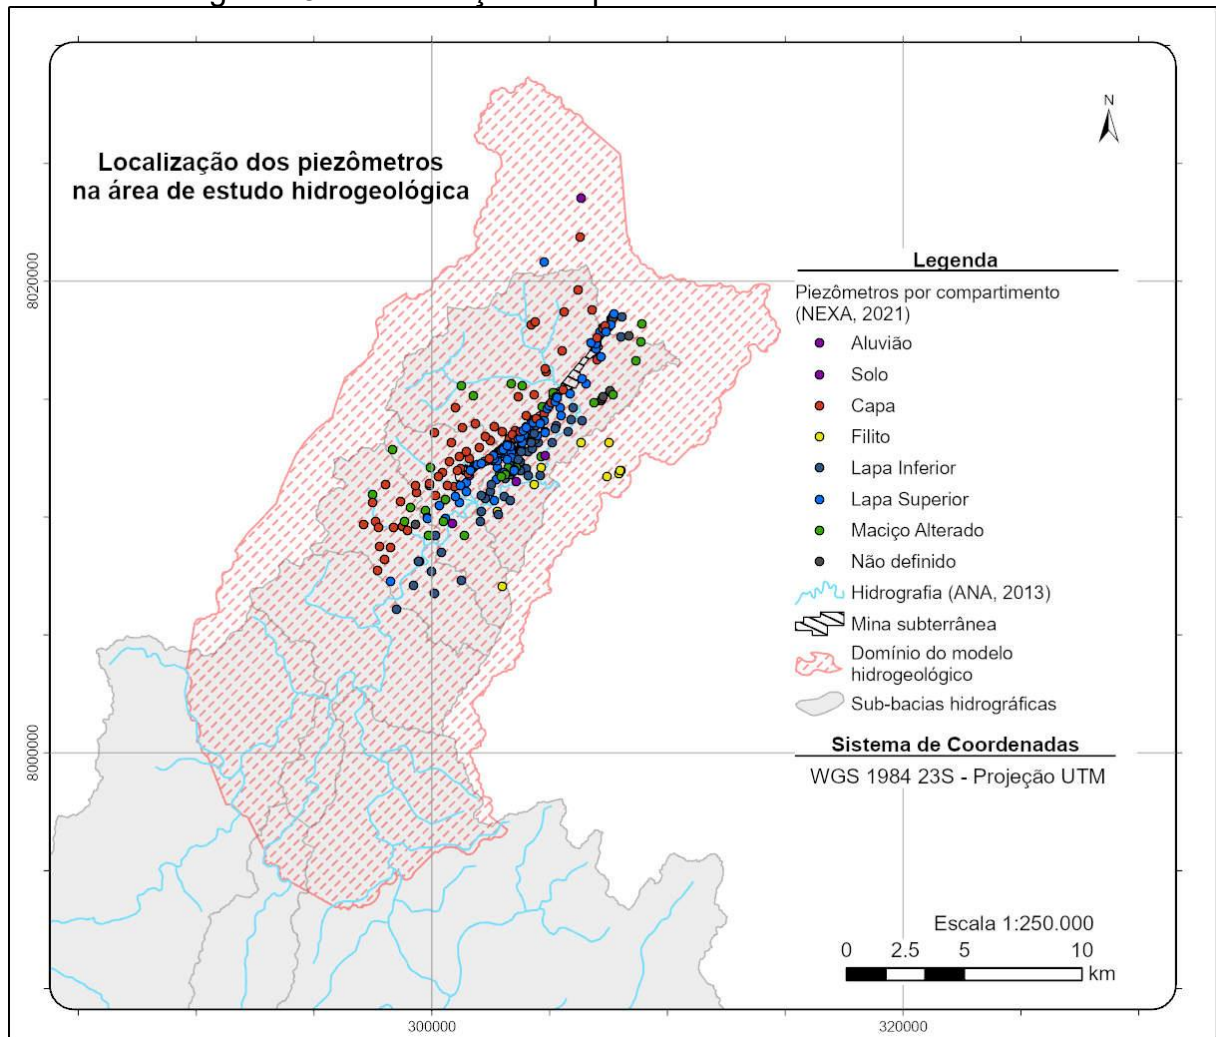 Localização dos piezômetros
na área de estudo hidrogeológica
N
8020000
8000000
Legenda
Piezômetros por compartimento
(NEXA, 2021)
Aluvião
Solo
Capa
Filito
Lapa Inferior
Lapa Superior
Maciço Alterado
Não definido
Hidrografia (ANA, 2013)
Mina subterrânea
Domínio do modelo
hidrogeológico
Sub-bacias hidrográficas
Sistema de Coordenadas
WGS 1984 23S - Projeção UTM
Escala 1:250.000
0 2.5 5 10
km
300000 320000